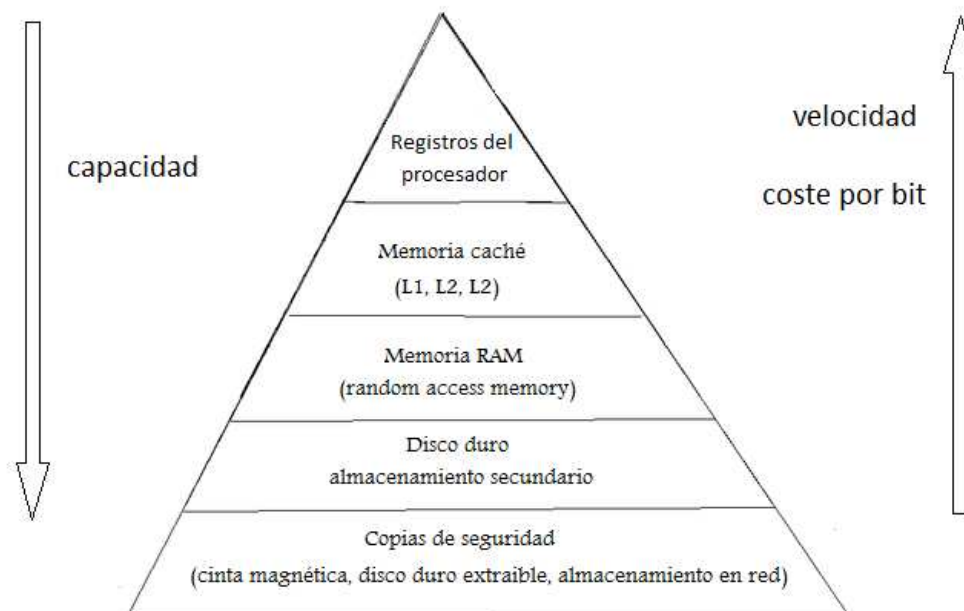 capacidad
velocidad
coste por bit
Registros del
procesador
Memoria caché
(L1, L2, L2)
Memoria RAM
(random access memory)
Disco duro
almacenamiento secundario
Copias de seguridad
(cinta magnética, disco duro extraible, almacenamiento en red)